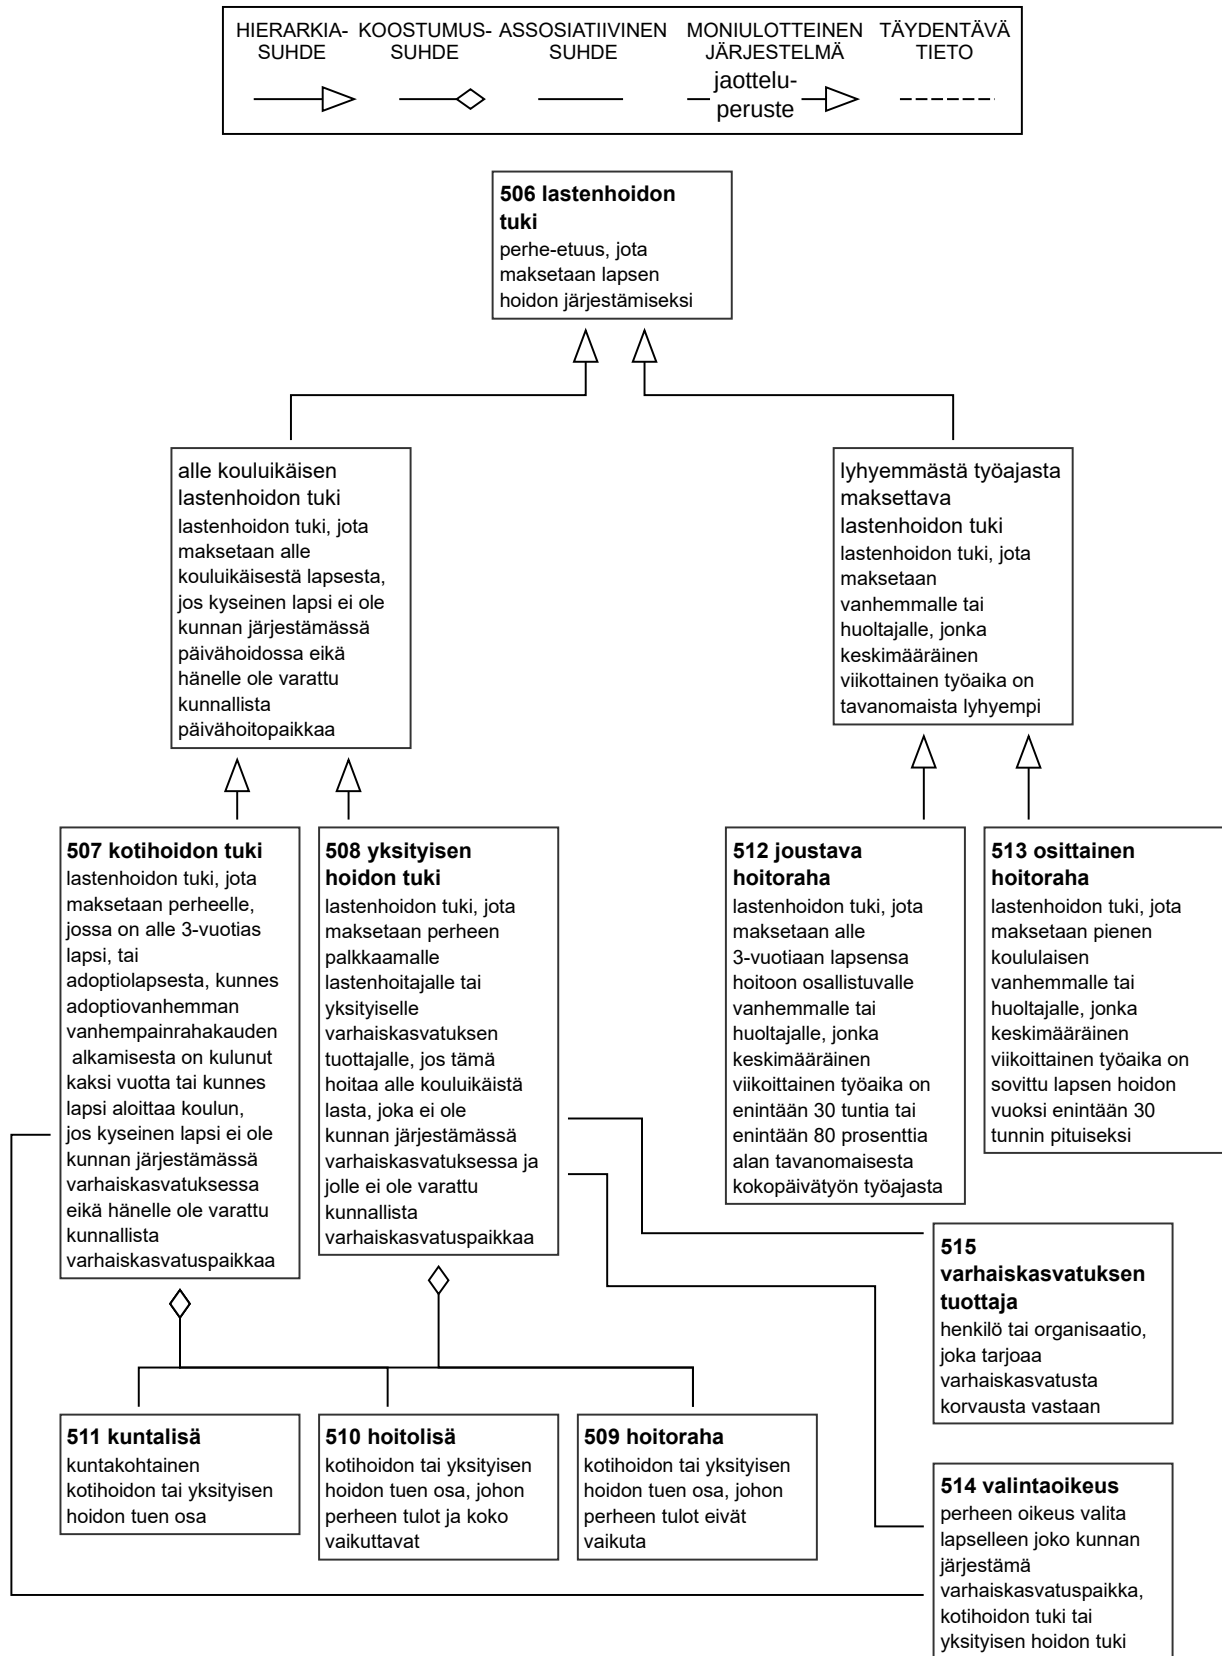 HIERARKIA-
SUHDE
KOOSTUMUS-
SUHDE
ASSOSIATIIVINEN
SUHDE
MONIULOTTEINEN
JÄRJESTELMÄ
jaottelu-
peruste
TÄYDENTÄVÄ
TIETO
506 lastenhoidon
tuki
perhe-etuus, jota
maksetaan lapsen
hoidon järjestämiseksi
alle kouluikäisen
lastenhoidon tuki
lastenhoidon tuki, jota
maksetaan alle
kouluikäisestä lapsesta,
jos kyseinen lapsi ei ole
kunnan järjestämässä
päivähoidossa eikä
hänelle ole varattu
kunnallista
päivähoitopaikkaa
lyhyemmästä työajasta
maksettava
lastenhoidon tuki
lastenhoidon tuki, jota
maksetaan
vanhemmalle tai
huoltajalle, jonka
keskimääräinen
viikottainen työaika on
tavanomaista lyhyempi
507 kotihoidon tuki
lastenhoidon tuki, jota
maksetaan perheelle,
jossa on alle 3-vuotias
lapsi, tai
adoptiolapsesta, kunnes
adoptiovanhemman
vanhempainrahakauden
alkamisesta on kulunut
kaksi vuotta tai kunnes
lapsi aloittaa koulun,
jos kyseinen lapsi ei ole
kunnan järjestämässä
varhaiskasvatuksessa
eikä hänelle ole varattu
kunnallista
varhaiskasvatuspaikkaa
508 yksityisen
hoidon tuki
lastenhoidon tuki, jota
maksetaan perheen
palkkaamalle
lastenhoitajalle tai
yksityiselle
varhaiskasvatuksen
tuottajalle, jos tämä
hoitaa alle kouluikäistä
lasta, joka ei ole
kunnan järjestämässä
varhaiskasvatuksessa ja
jolle ei ole varattu
kunnallista
varhaiskasvatuspaikkaa
512 joustava
hoitoraha
lastenhoidon tuki, jota
maksetaan alle
3-vuotiaan lapsensa
hoitoon osallistuvalle
vanhemmalle tai
huoltajalle, jonka
keskimääräinen
viikoittainen työaika on
enintään 30 tuntia tai
enintään 80 prosenttia
alan tavanomaisesta
kokopäivätyön työajasta
513 osittainen
hoitoraha
lastenhoidon tuki, jota
maksetaan pienen
koululaisen
vanhemmalle tai
huoltajalle, jonka
keskimääräinen
viikoittainen työaika on
sovittu lapsen hoidon
vuoksi enintään 30
tunnin pituiseksi
515
varhaiskasvatuksen
tuottaja
henkilö tai organisaatio,
joka tarjoaa
varhaiskasvatusta
korvausta vastaan
511 kuntalisä
kuntakohtainen
kotihoidon tai yksityisen
hoidon tuen osa
510 hoitolisä
kotihoidon tai yksityisen
hoidon tuen osa, johon
perheen tulot ja koko
vaikuttavat
509 hoitoraha
kotihoidon tai yksityisen
hoidon tuen osa, johon
perheen tulot eivät
vaikuta
514 valintaoikeus
perheen oikeus valita
lapselleen joko kunnan
järjestämä
varhaiskasvatuspaikka,
kotihoidon tuki tai
yksityisen hoidon tuki